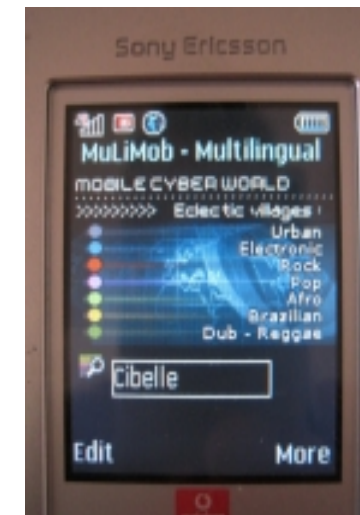 Sony Ericsson
MuLiMob - Multilingual
MOBILE CYBER WORLD
>>>>>>>>> Eclectic villages
Urban
Electronic
Rock
Pop
Afro
Brazilian
Dub - Reggae
Cibelle
Edit More